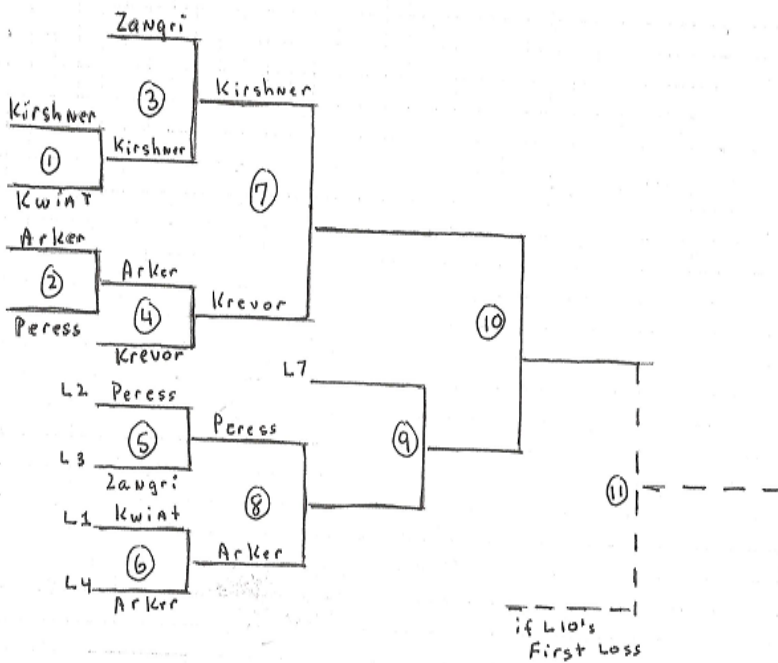 Zangri
③
Kirshner
Kirshner
①
Kirshner
KwiAt
⑦
Arker
②
Arker
Peress
④
Krevor
Krevor
⑩
L7
L2 Peress
Peress
⑤
⑨
L3
Zangri
L1 KwiAt
⑧
⑪
⑥
Arker
L4
Arker
if L10's
First Loss